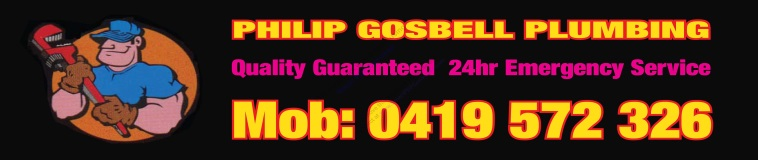 PHILIP GOSBELL PLUMBING
Quality Guaranteed 24hr Emergency Service
Mob: 0419 572 326